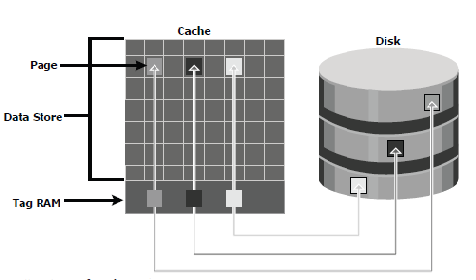 Cache
Disk
Page
Data Store
Tag RAM